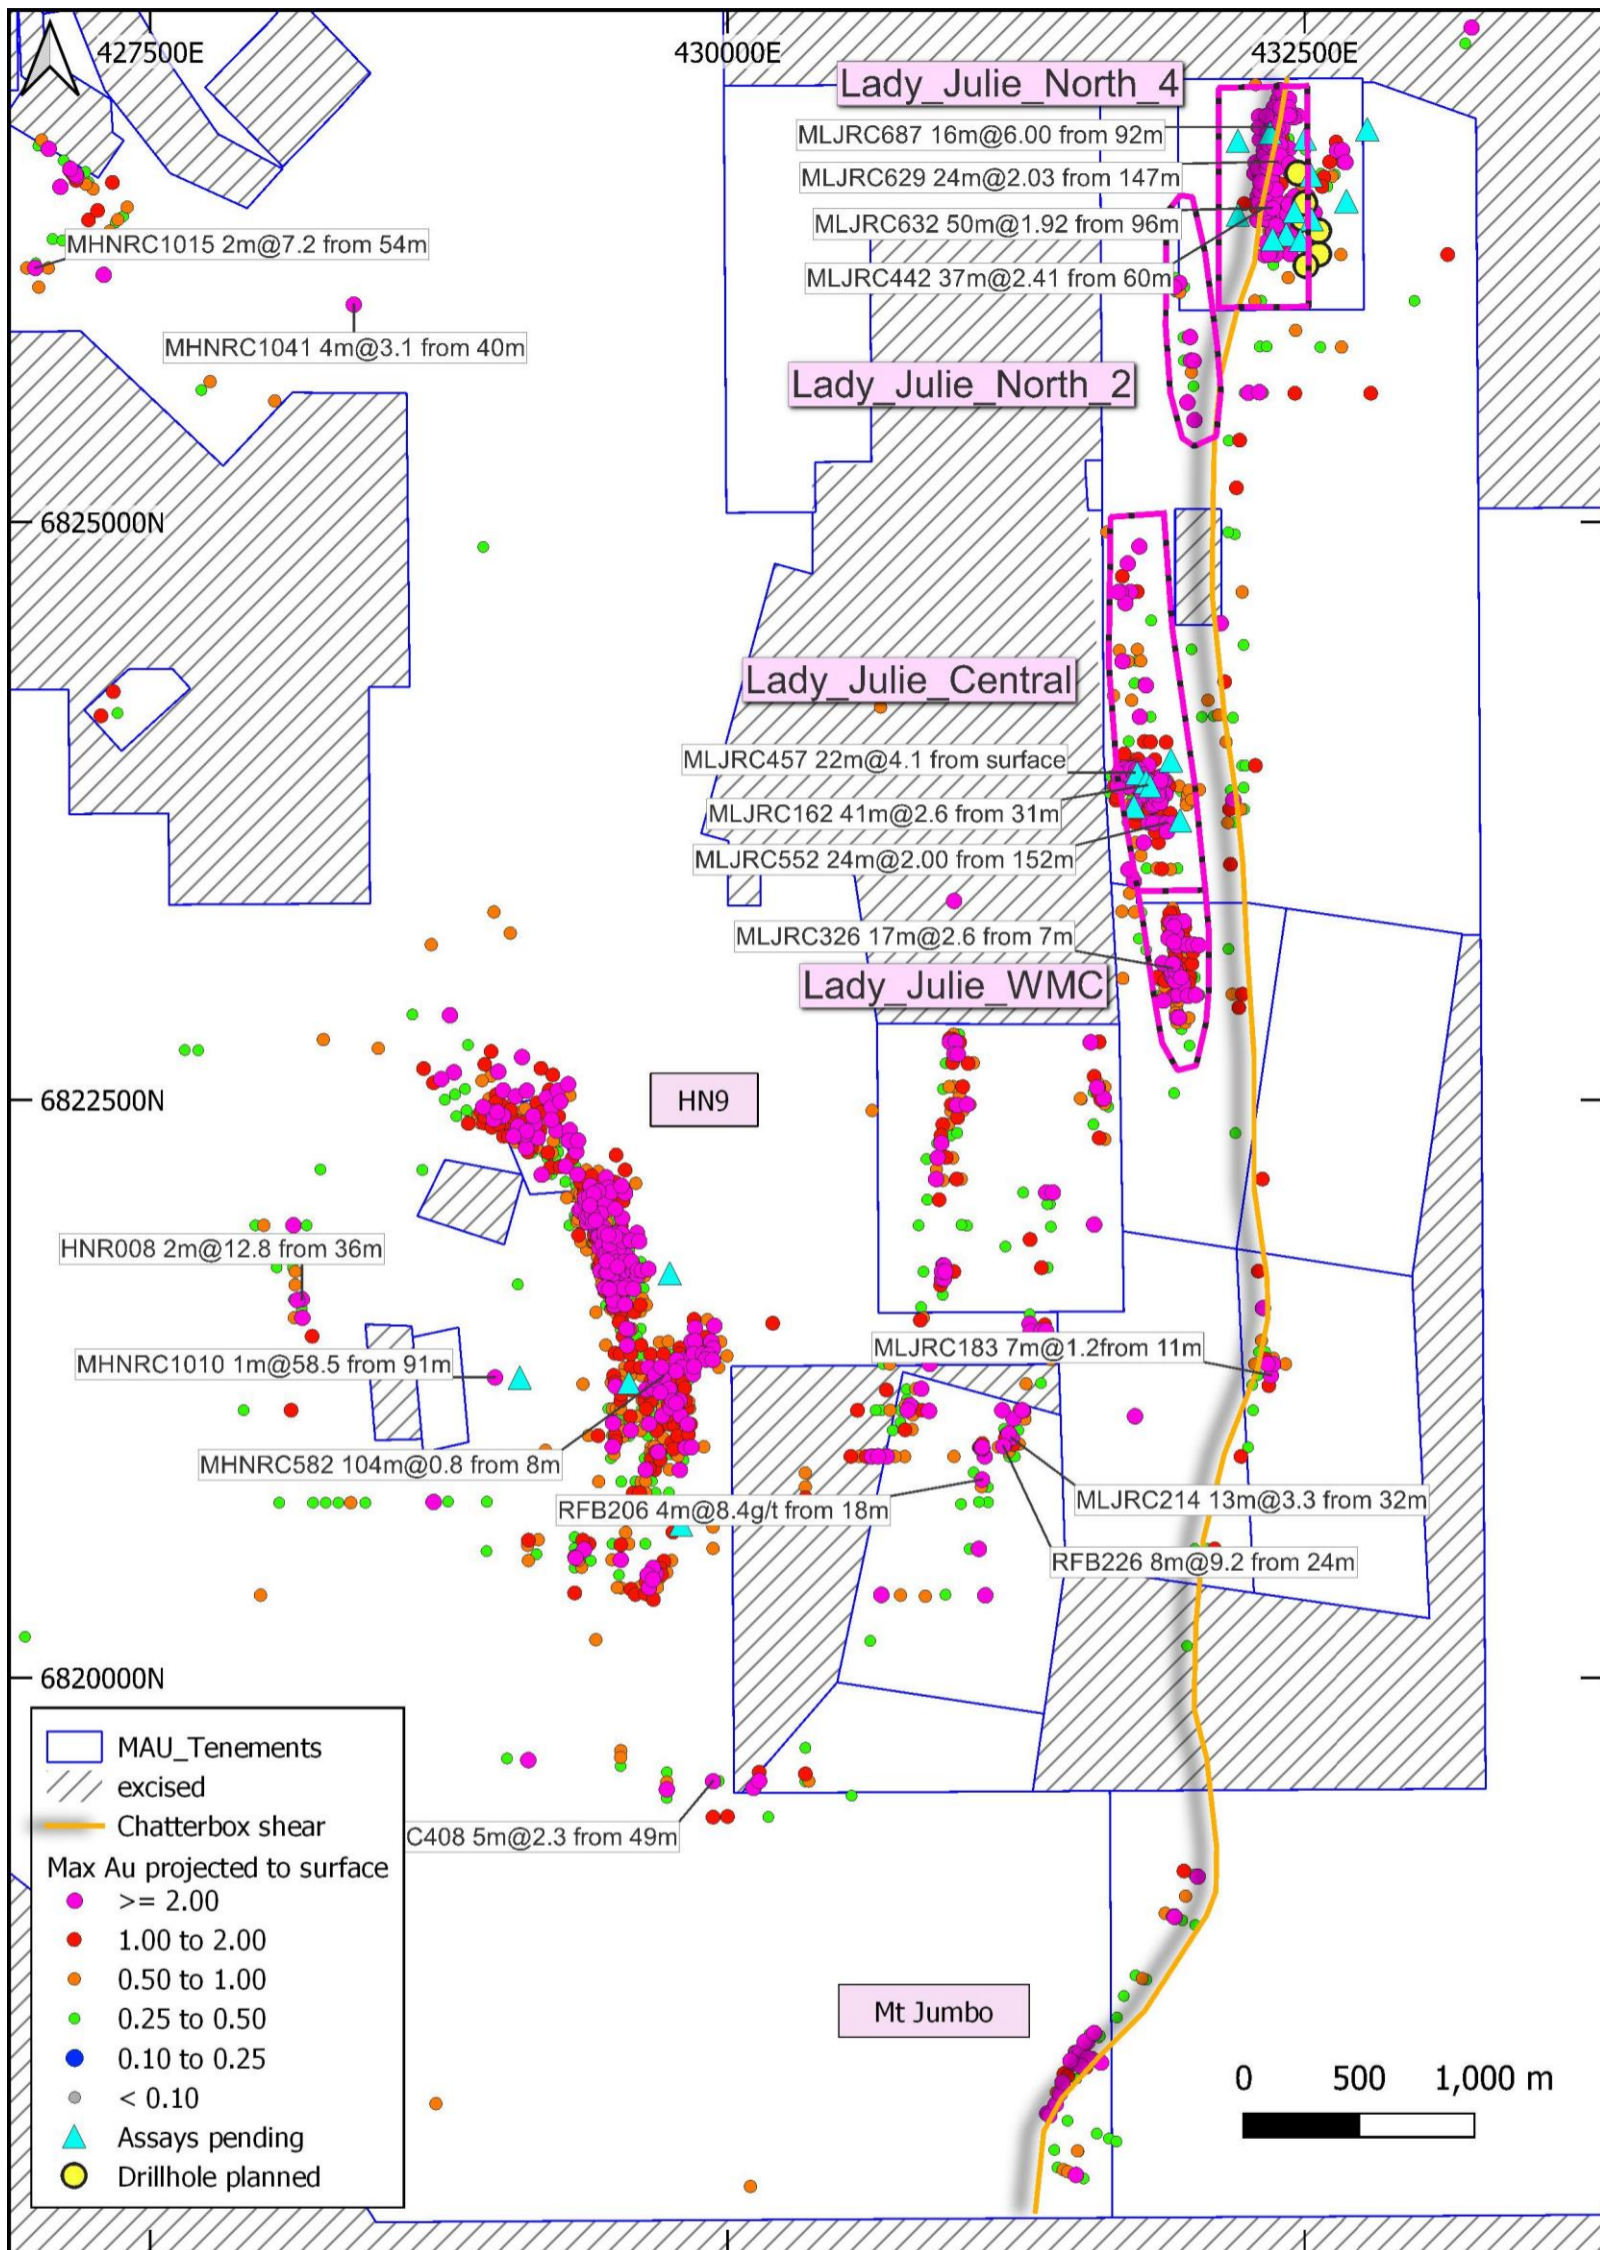 427500E
430000E
432500E
Lady_Julie_North_4
MLJRC687 16m@6.00 from 92m
MLJRC629 24m@2.03 from 147m
MLJRC632 50m@1.92 from 96m
MHNRC1015 2m@7.2 from 54m
MLJRC442 37m@2.41 from 60m
MHNRC1041 4m@3.1 from 40m
Lady_Julie_North_2
6825000N
Lady_Julie_Central
MLJRC457 22m@4.1 from surface
MLJRC162 41m@2.6 from 31m
MLJRC552 24m@2.00 from 152m
MLJRC326 17m@2.6 from 7m
Lady_Julie_WMC
6822500N
HN9
HNR008 2m@12.8 from 36m
MLJRC183 7m@1.2from 11m
MHNRC1010 1m@58.5 from 91m
MHNRC582 104m@0.8 from 8m
RFB206 4m@8.4g/t from 18m
MLJRC214 13m@3.3 from 32m
RFB226 8m@9.2 from 24m
6820000N
MAU_Tenements
excised
Chatterbox shear
C408 5m@2.3 from 49m
Max Au projected to surface
>= 2.00
1.00 to 2.00
0.50 to 1.00
0.25 to 0.50
0.10 to 0.25
< 0.10
Assays pending
Drillhole planned
Mt Jumbo
0 500 1,000 m